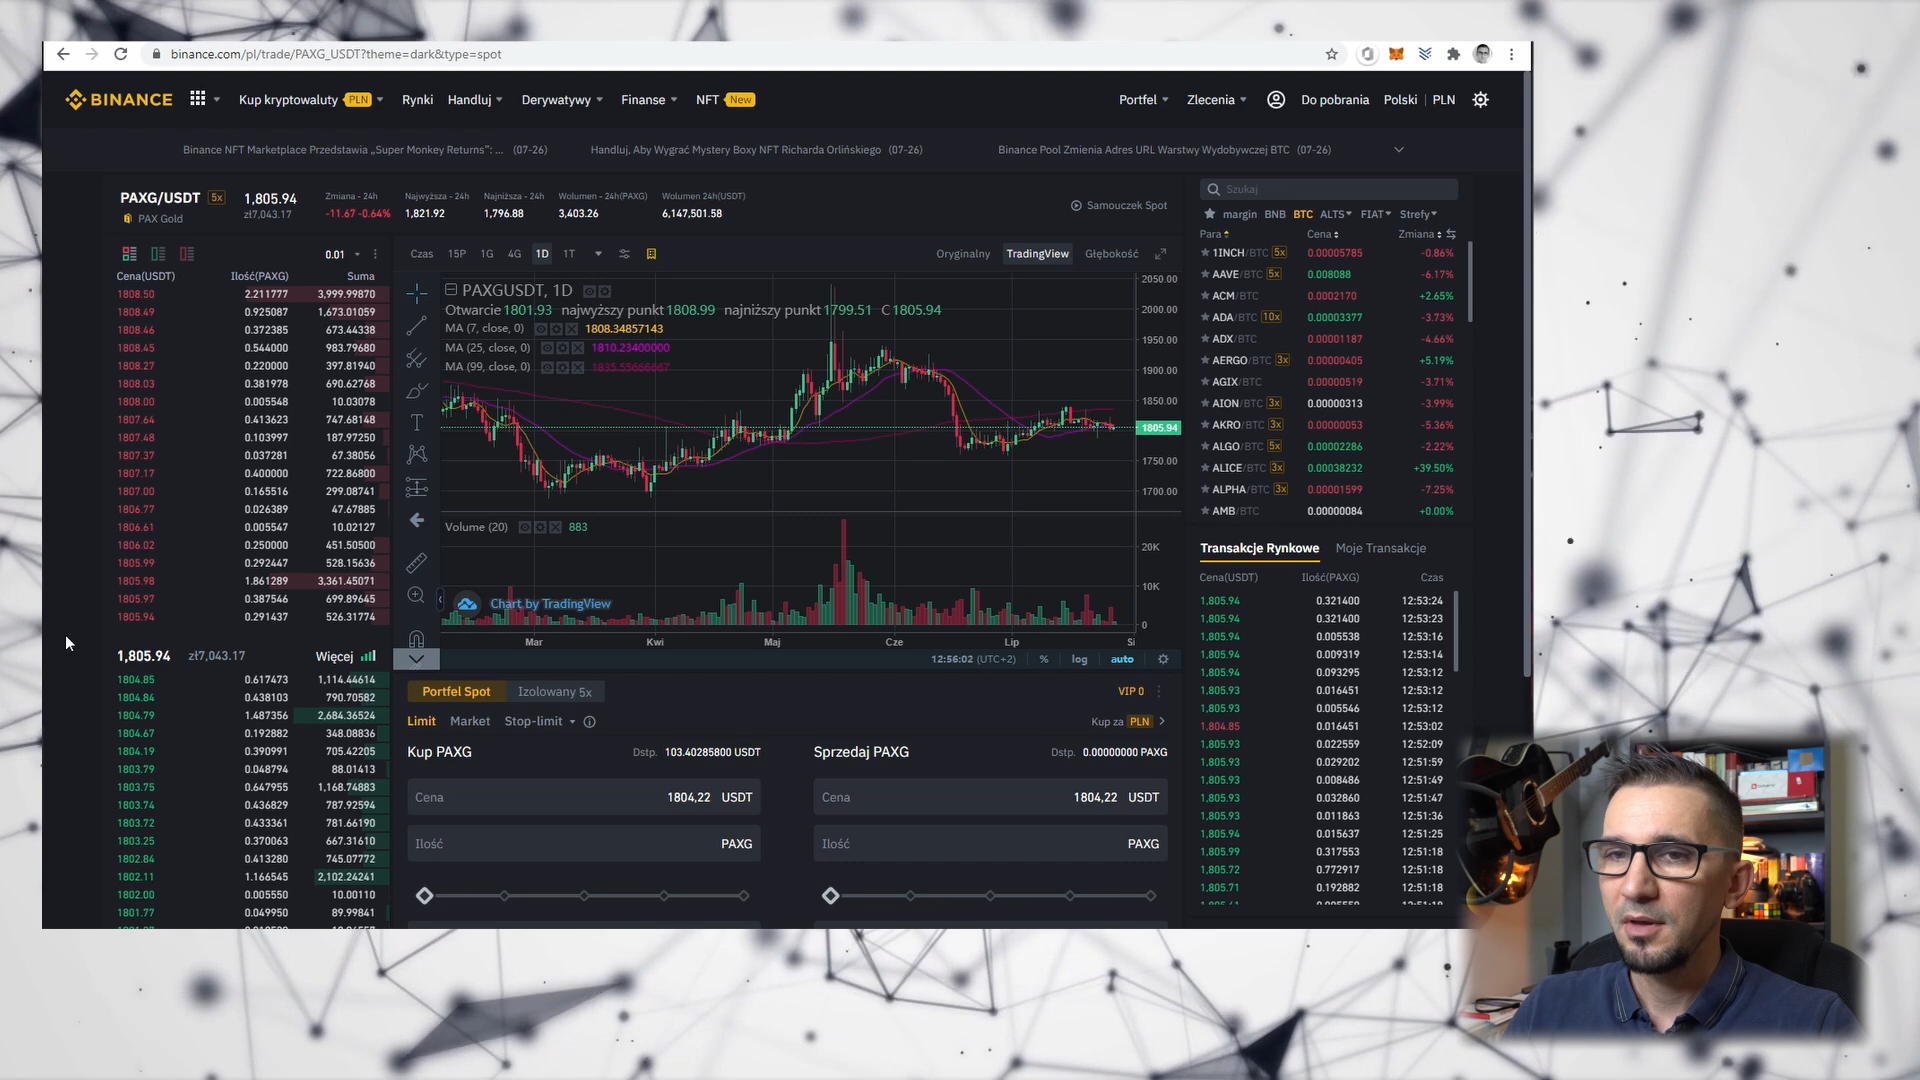 binance.com/pl/trade/PAXG_USDT?theme=dark&type=spot
BINANCE Kup kryptowaluty PLN Rynki Handluj Derywatywy Finanse NFT New Portfel Zlecenia Do pobrania Polski | PLN
Binance NFT Marketplace Przedstawia „Super Monkey Returns": ... (07-26) Handluj, Aby Wygrać Mystery Boxy NFT Richarda Orlińskiego (07-26) Binance Pool Zmienia Adres URL Warstwy Wydobywczej BTC (07-26)
PAXG/USDT 5x
PAX Gold
1,805.94
zł7,043.17
Zmiana - 24h
-11.67 -0.64%
Najwyższa - 24h
1,821.92
Najniższa - 24h
1,796.88
Wolumen - 24h(PAXG)
3,403.26
Wolumen 24h(USDT)
6,147,501.58
Samouczek Spot
0.01
Cena(USDT) Ilość(PAXG) Suma
1808.50 2.211777 3,999.99870
1808.49 0.925087 1,673.01059
1808.46 0.372385 673.44338
1808.45 0.544000 983.79680
1808.27 0.220000 397.81940
1808.03 0.381978 690.62768
1808.00 0.005548 10.03078
1807.64 0.413623 747.68148
1807.48 0.103997 187.97250
1807.37 0.037281 67.38056
1807.17 0.400000 722.86800
1807.00 0.165516 299.08741
1806.77 0.026389 47.67885
1806.61 0.005547 10.02127
1806.02 0.250000 451.50500
1805.99 0.292447 528.15636
1805.98 1.861289 3,361.45071
1805.97 0.387546 699.89645
1805.94 0.291437 526.31774
1,805.94 zł7,043.17 Więcej
1804.85 0.617473 1,114.44614
1804.84 0.438103 790.70582
1804.79 1.487356 2,684.36524
1804.67 0.192882 348.08836
1804.19 0.390991 705.42205
1803.79 0.048794 88.01413
1803.75 0.647955 1,168.74883
1803.74 0.436829 787.92594
1803.72 0.433361 781.66190
1803.25 0.370063 667.31610
1802.84 0.413280 745.07772
1802.11 1.166545 2,102.24241
1802.00 0.005550 10.00110
1801.77 0.049950 89.99841
Czas 15P 1G 4G 1D 1T Oryginalny TradingView Głębokość
PAXGUSDT, 1D
Otwarcie 1801.93 najwyższy punkt 1808.99 najniższy punkt 1799.51 C 1805.94
MA (7, close, 0) 1808.34857143
MA (25, close, 0) 1810.23400000
MA (99, close, 0) 1835.55666667
2050.00
2000.00
1950.00
1900.00
1850.00
1805.94
1750.00
1700.00
Volume (20) 883
20K
10K
0
Chart by TradingView
Mar Kwi Maj Cze Lip Si
12:56:02 (UTC+2) % log auto
Portfel Spot Izolowany 5x VIP 0
Limit Market Stop-limit Kup za PLN
Kup PAXG Dstp. 103.40285800 USDT
Cena 1804,22 USDT
Ilość PAXG
Sprzedaj PAXG Dstp. 0.00000000 PAXG
Cena 1804,22 USDT
Ilość PAXG
Szukaj
margin BNB BTC ALTS FIAT Strefy
Para Cena Zmiana
1INCH/BTC 5x 0.00005785 -0.86%
AAVE/BTC 5x 0.008088 -6.17%
ACM/BTC 0.0002170 +2.65%
ADA/BTC 10x 0.00003377 -3.73%
ADX/BTC 0.00001187 -4.66%
AERGO/BTC 3x 0.00000405 +5.19%
AGIX/BTC 0.00000519 -3.71%
AION/BTC 3x 0.00000313 -3.99%
AKRO/BTC 3x 0.00000053 -5.36%
ALGO/BTC 5x 0.00002286 -2.22%
ALICE/BTC 3x 0.00038232 +39.50%
ALPHA/BTC 3x 0.00001599 -7.25%
AMB/BTC 0.00000084 +0.00%
Transakcje Rynkowe Moje Transakcje
Cena(USDT) Ilość(PAXG) Czas
1,805.94 0.321400 12:53:24
1,805.94 0.321400 12:53:23
1,805.94 0.005538 12:53:16
1,805.94 0.009319 12:53:14
1,805.94 0.093295 12:53:12
1,805.93 0.016451 12:53:12
1,805.93 0.005546 12:53:12
1,804.85 0.016451 12:53:02
1,805.93 0.022559 12:52:09
1,805.93 0.029202 12:51:59
1,805.93 0.008486 12:51:49
1,805.93 0.032860 12:51:47
1,805.93 0.011863 12:51:36
1,805.94 0.015637 12:51:25
1,805.99 0.317553 12:51:18
1,805.72 0.772917 12:51:18
1,805.71 0.192882 12:51:18